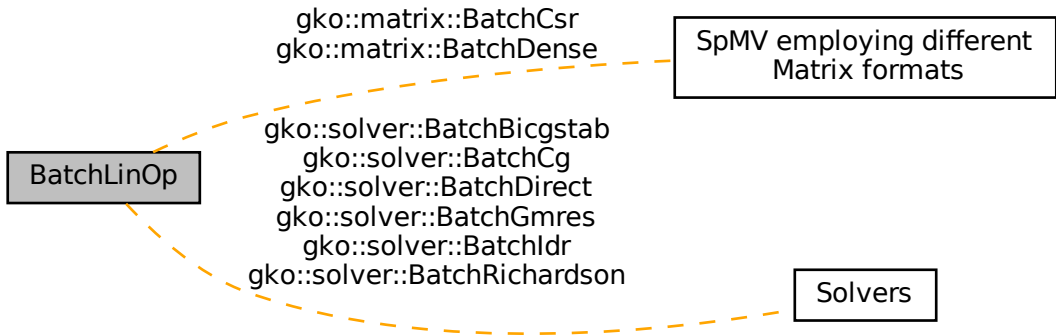 gko::matrix::BatchCsr
gko::matrix::BatchDense
SpMV employing different
Matrix formats
BatchLinOp
gko::solver::BatchBicgstab
gko::solver::BatchCg
gko::solver::BatchDirect
gko::solver::BatchGmres
gko::solver::BatchIdr
gko::solver::BatchRichardson
Solvers